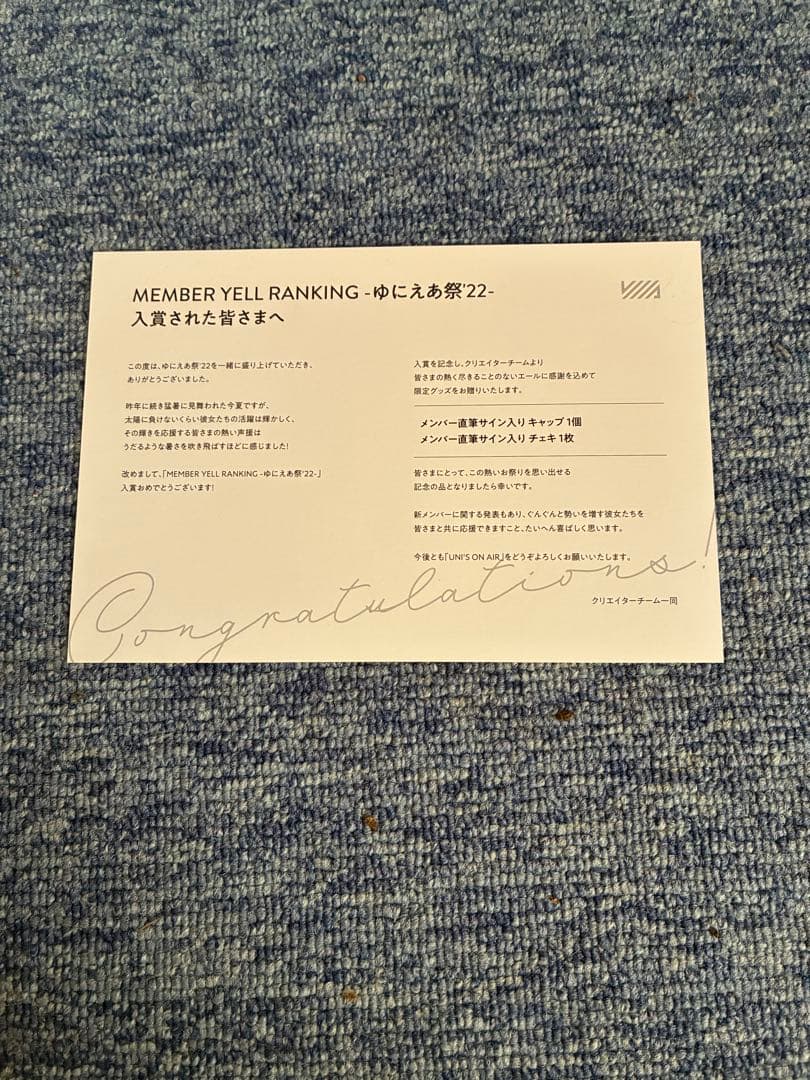 MEMBER YELL RANKING -ゆにえあ祭'22-
入賞された皆さまへ
この度は、ゆにえあ祭'22を一緒に盛り上げていただき、
ありがとうございました。
昨年に続き猛暑に見舞われた今夏ですが、
太陽に負けないくらい彼女たちの活躍は輝かしく、
その輝きを応援する皆さまの熱い声援は
うだるような暑さを吹き飛ばすほどに感じました!
改めまして、「MEMBER YELL RANKING -ゆにえあ祭'22-」
入賞おめでとうございます!
入賞を記念し、クリエイターチームより
皆さまの熱く尽きることのないエールに感謝を込めて
限定グッズをお贈りいたします。
メンバー直筆サイン入り キャップ 1個
メンバー直筆サイン入り チェキ 1枚
皆さまにとって、この熱いお祭りを思い出せる
記念の品となりましたら幸いです。
新メンバーに関する発表もあり、ぐんぐんと勢いを増す彼女たちを
皆さまと共に応援できますこと、たいへん喜ばしく思います。
今後とも「UNI'S ON AIR」をどうぞよろしくお願いいたします。
クリエイターチーム一同
Congratulations!